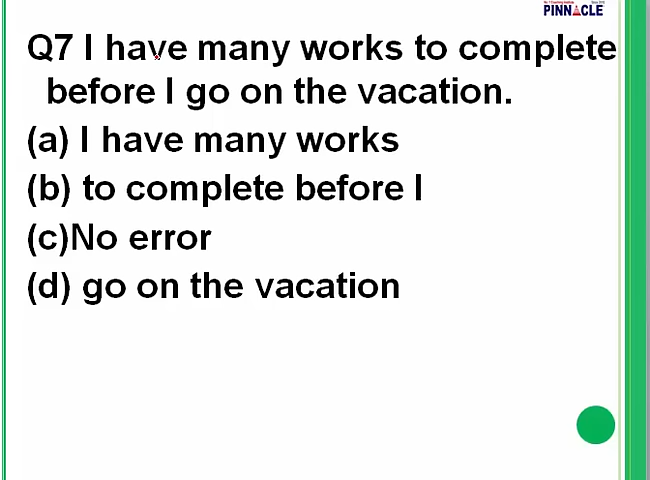 PINNACLE
Q7 I have many works to complete
before I go on the vacation.
(a) I have many works
(b) to complete before I
(c)No error
(d) go on the vacation